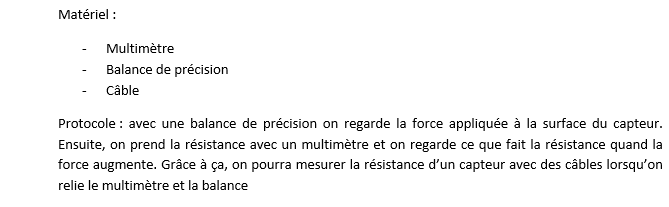 Matériel :
- Multimètre
- Balance de précision
- Câble
Protocole : avec une balance de précision on regarde la force appliquée à la surface du capteur.
Ensuite, on prend la résistance avec un multimètre et on regarde ce que fait la résistance quand la
force augmente. Grâce à ça, on pourra mesurer la résistance d’un capteur avec des câbles lorsqu’on
relie le multimètre et la balance